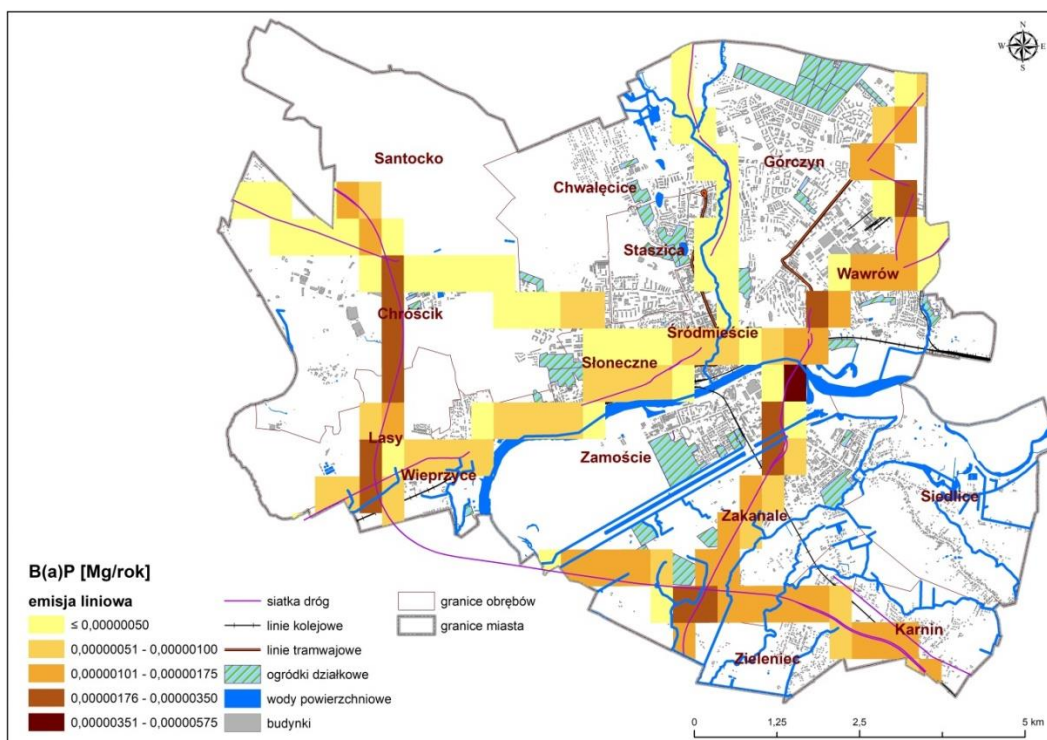 N
W E
S
Santocko
Górczyn
Chwalęcice
Staszica
Wawrów
Chróścik
Śródmieście
Słoneczne
Lasy
Zamoście
Wieprzyce
Siedlice
Zakanale
Karnin
Zieleniec
B(a)P [Mg/rok]
emisja liniowa
≤ 0,00000050
0,00000051 - 0,00000100
0,00000101 - 0,00000175
0,00000176 - 0,00000350
0,00000351 - 0,00000575
siatka dróg
linie kolejowe
linie tramwajowe
ogródki działkowe
wody powierzchniowe
budynki
granice obrębów
granice miasta
0 1,25 2,5 5 km